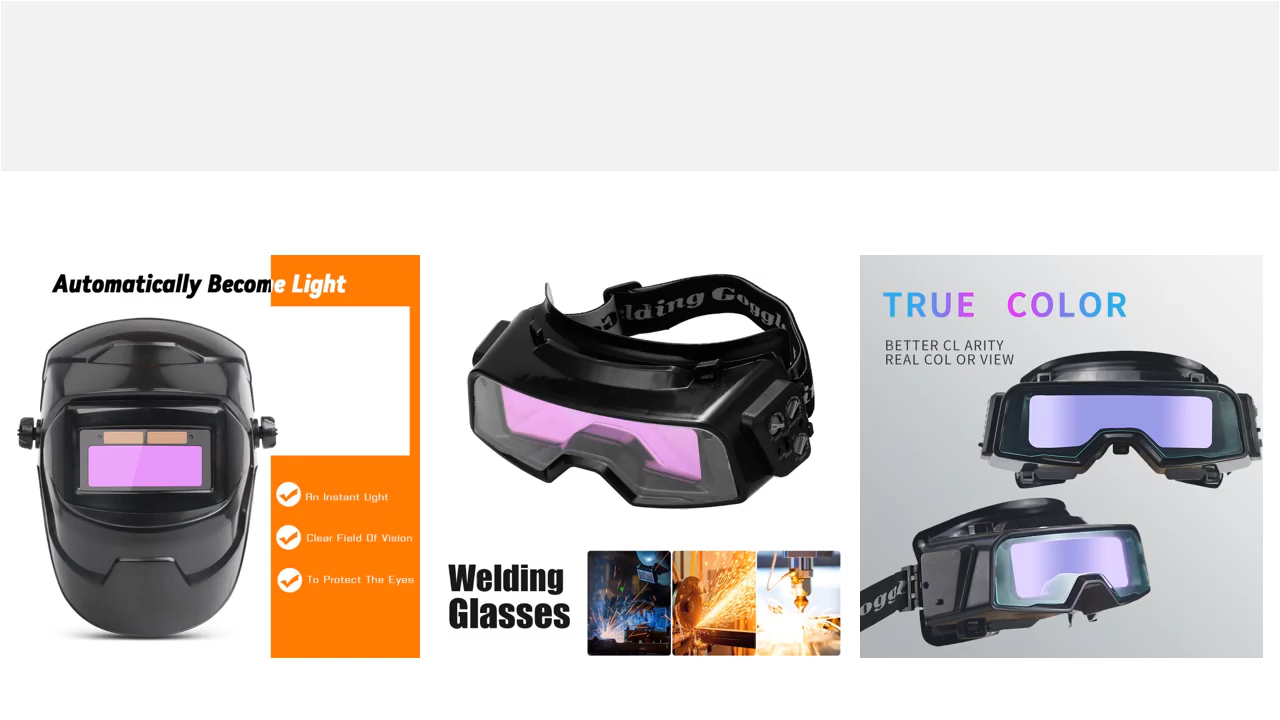 Automatically Become Light
An Instant Light
Clear Field Of Vision
To Protect The Eyes
Welding Goggl
Welding
Glasses
TRUE COLOR
BETTER CL ARITY
REAL COL OR VIEW
oggl